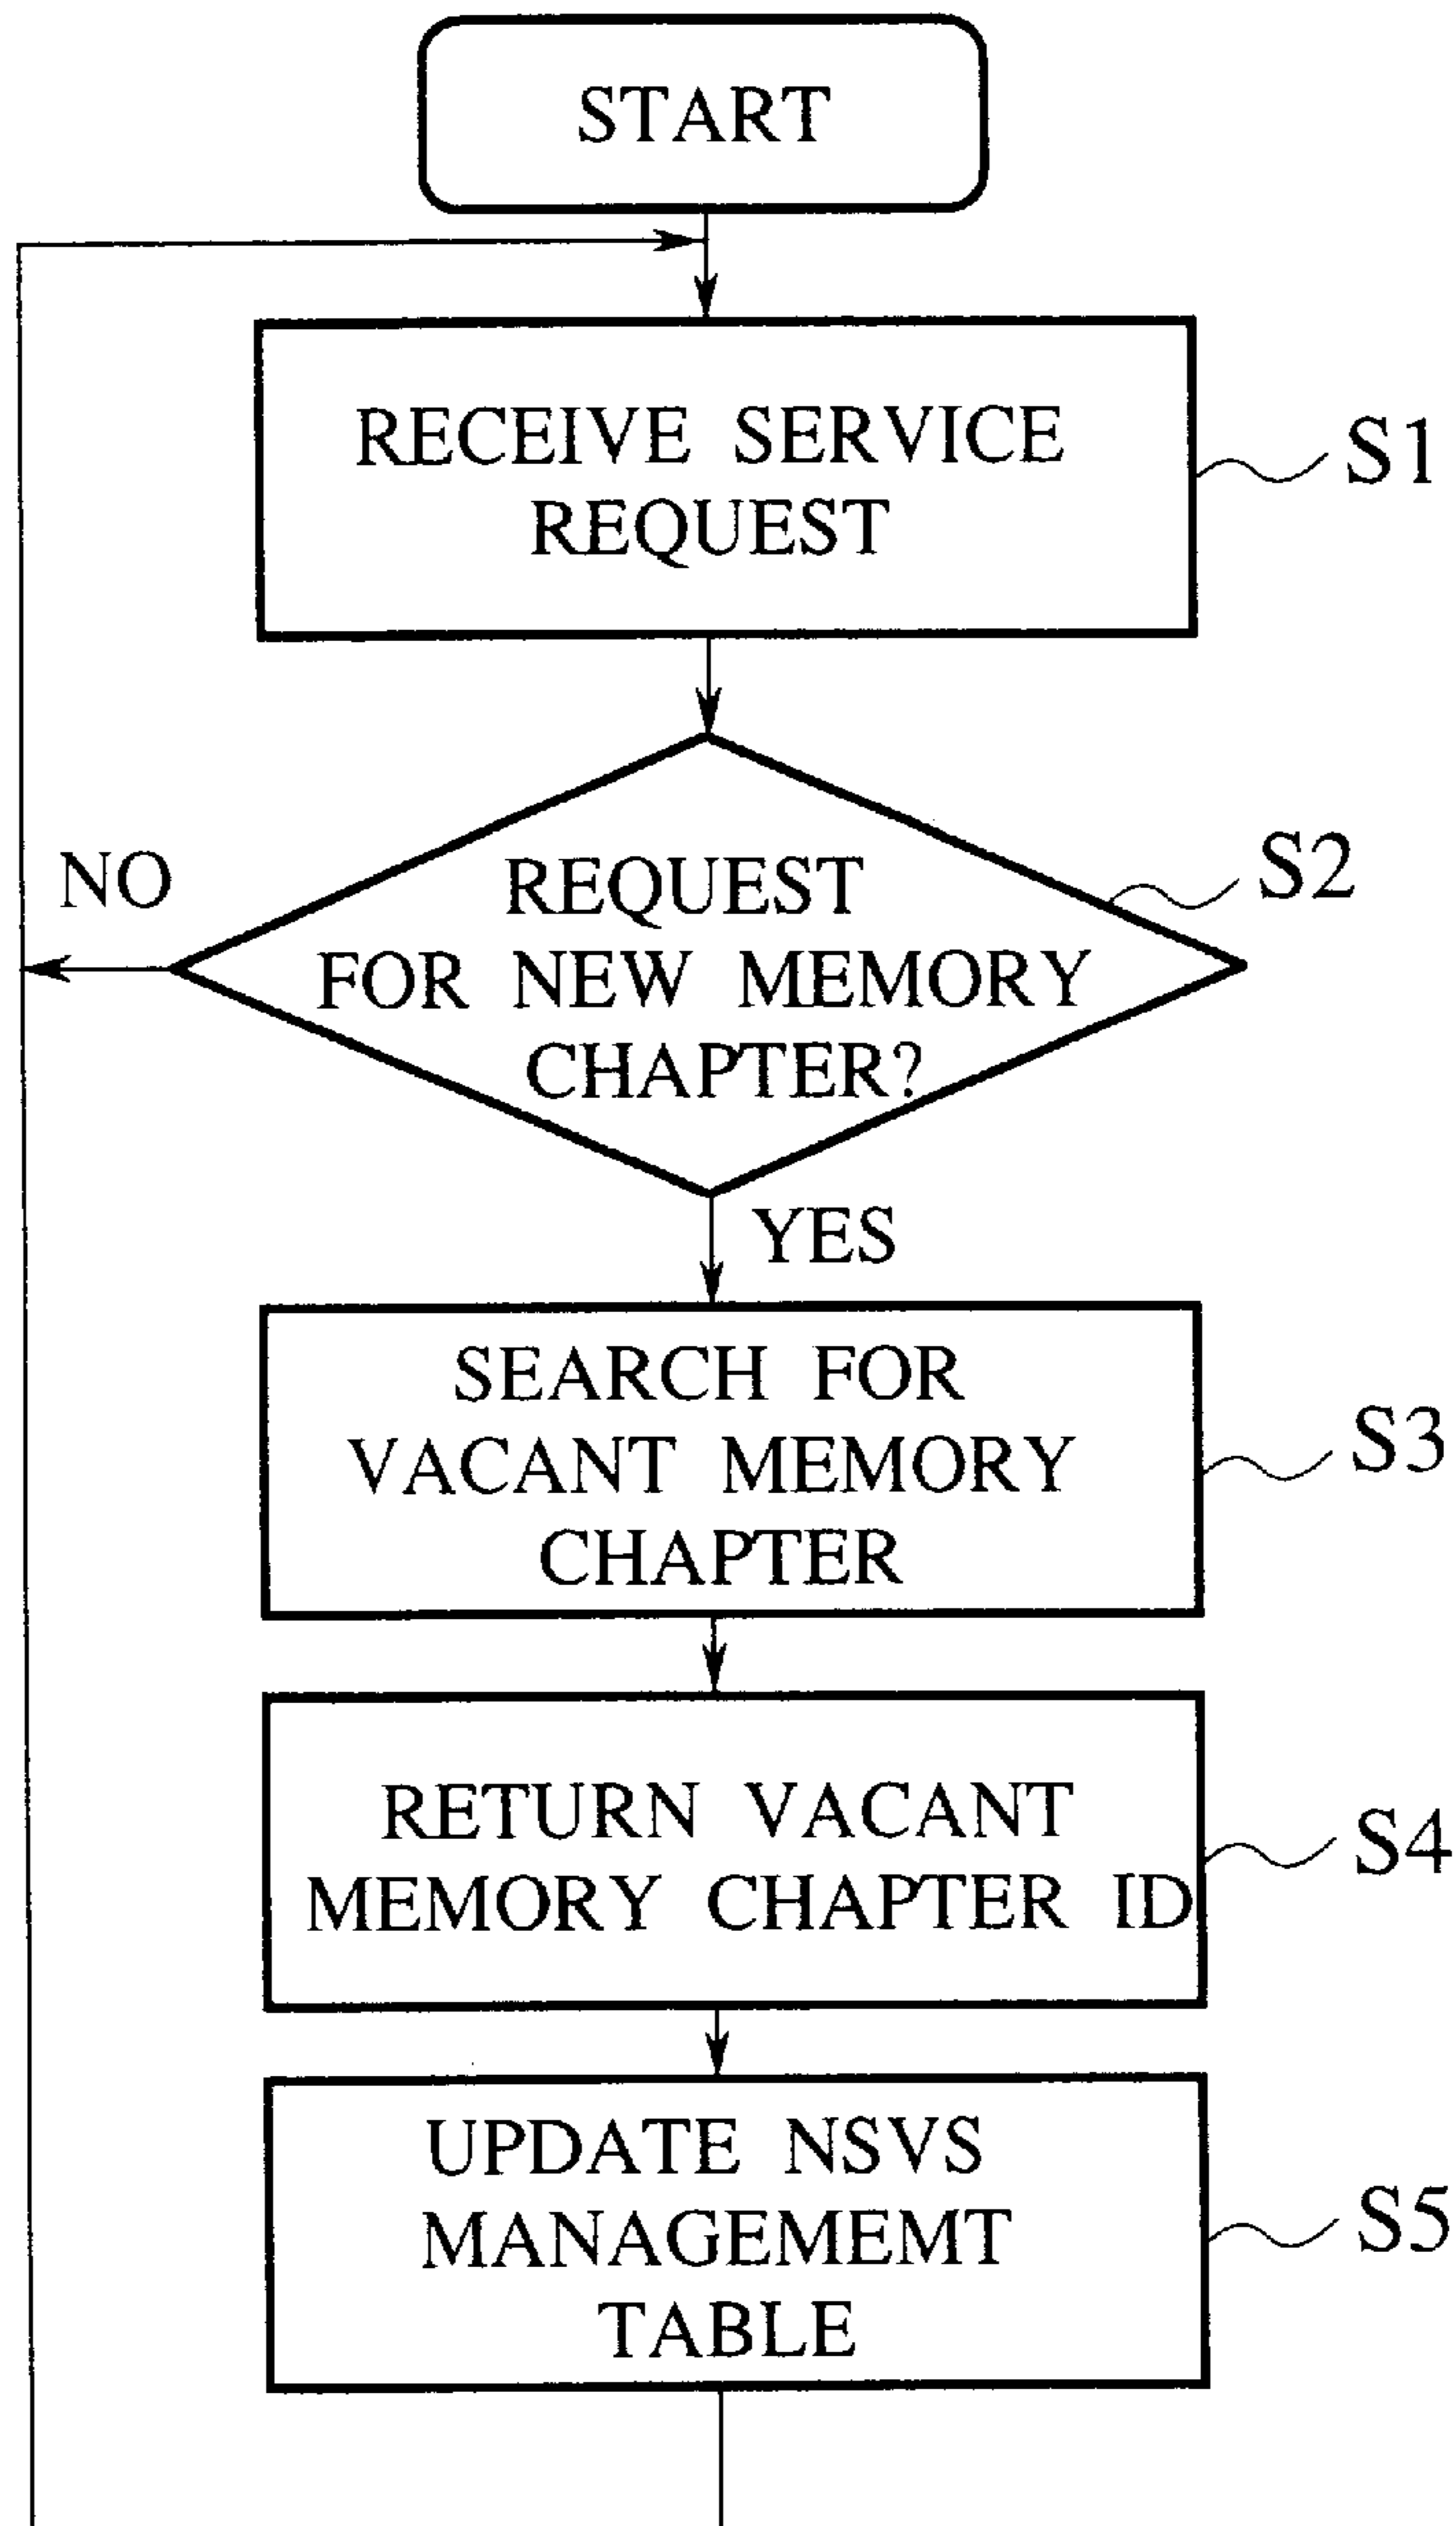 START
RECEIVE SERVICE
REQUEST
S1
REQUEST
FOR NEW MEMORY
CHAPTER?
S2
NO
YES
SEARCH FOR
VACANT MEMORY
CHAPTER
S3
RETURN VACANT
MEMORY CHAPTER ID
S4
UPDATE NSVS
MANAGEMEMT
TABLE
S5